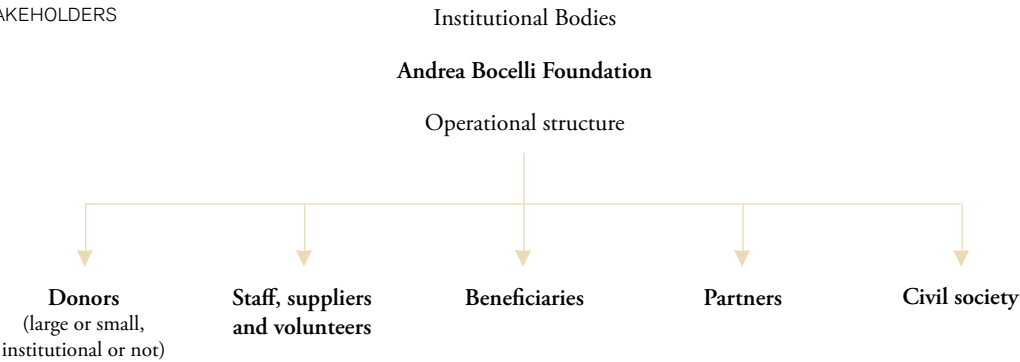 AKEHOLDERS
Institutional Bodies
Andrea Bocelli Foundation
Operational structure
Donors
(large or small,
institutional or not)
Staff, suppliers
and volunteers
Beneficiaries
Partners
Civil society